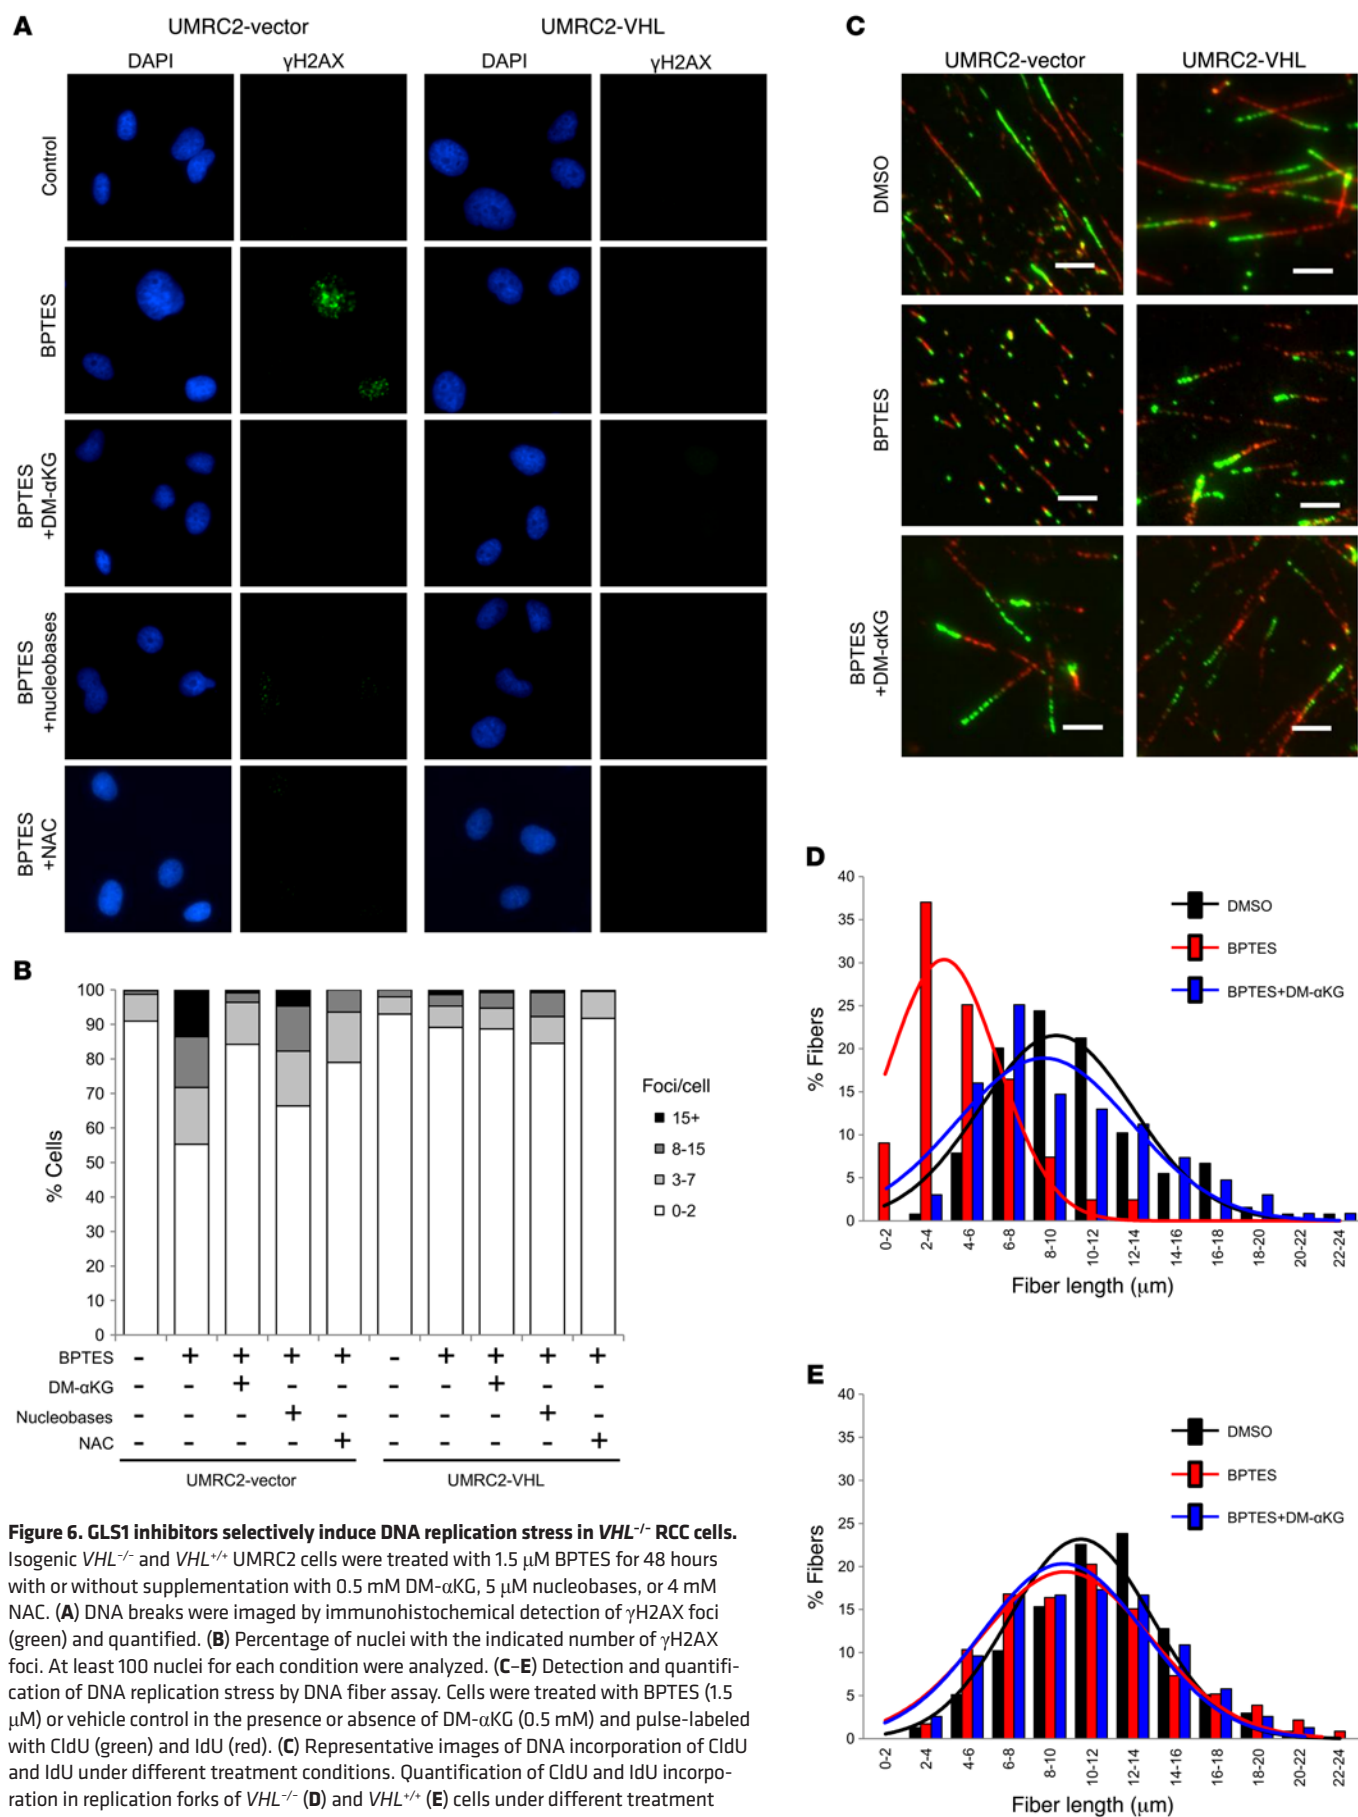 A
UMRC2-vector
UMRC2-VHL
DAPI
γH2AX
DAPI
γH2AX
Control
BPTES
BPTES
+DM-αKG
BPTES
+nucleobases
BPTES
+NAC
B
100
90
80
70
60
50
40
30
20
10
0
% Cells
Foci/cell
15+
8-15
3-7
0-2
BPTES - + + + + - + + + +
DM-αKG - - + - - - - + - -
Nucleobases - - - + - - - - + -
NAC - - - - + - - - - +
UMRC2-vector
UMRC2-VHL
C
UMRC2-vector
UMRC2-VHL
DMSO
BPTES
BPTES
+DM-αKG
D
40
35
30
25
20
15
10
5
0
% Fibers
DMSO
BPTES
BPTES+DM-αKG
0-2
2-4
4-6
6-8
8-10
10-12
12-14
14-16
16-18
18-20
20-22
22-24
Fiber length (μm)
E
40
35
30
25
20
15
10
5
0
% Fibers
DMSO
BPTES
BPTES+DM-αKG
0-2
2-4
4-6
6-8
8-10
10-12
12-14
14-16
16-18
18-20
20-22
22-24
Fiber length (μm)
Figure 6. GLS1 inhibitors selectively induce DNA replication stress in VHL–/– RCC cells.
Isogenic VHL–/– and VHL+/+ UMRC2 cells were treated with 1.5 μM BPTES for 48 hours
with or without supplementation with 0.5 mM DM-αKG, 5 μM nucleobases, or 4 mM
NAC. (A) DNA breaks were imaged by immunohistochemical detection of γH2AX foci
(green) and quantified. (B) Percentage of nuclei with the indicated number of γH2AX
foci. At least 100 nuclei for each condition were analyzed. (C–E) Detection and quantifi-
cation of DNA replication stress by DNA fiber assay. Cells were treated with BPTES (1.5
μM) or vehicle control in the presence or absence of DM-αKG (0.5 mM) and pulse-labeled
with CldU (green) and IdU (red). (C) Representative images of DNA incorporation of CldU
and IdU under different treatment conditions. Quantification of CldU and IdU incorpo-
ration in replication forks of VHL–/– (D) and VHL+/+ (E) cells under different treatment